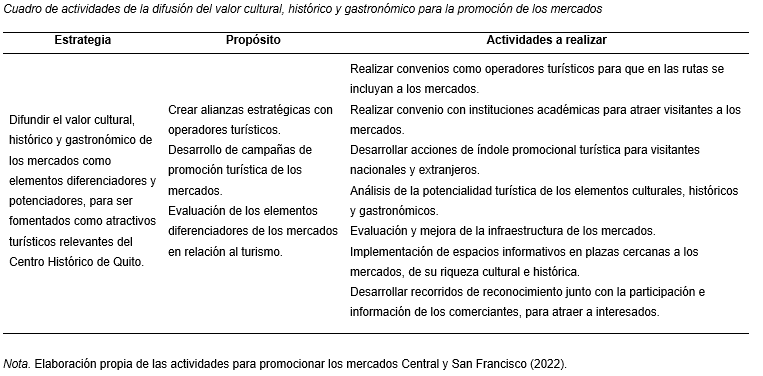 Cuadro de actividades de la difusión del valor cultural, histórico y gastronómico para la promoción de los mercados
Estrategia Propósito Actividades a realizar
Difundir el valor cultural,
histórico y gastronómico de
los mercados como
elementos diferenciadores y
potenciadores, para ser
fomentados como atractivos
turísticos relevantes del
Centro Histórico de Quito.
Crear alianzas estratégicas con
operadores turísticos.
Desarrollo de campañas de
promoción turística de los
mercados.
Evaluación de los elementos
diferenciadores de los mercados
en relación al turismo.
Realizar convenios como operadores turísticos para que en las rutas se
incluyan a los mercados.
Realizar convenio con instituciones académicas para atraer visitantes a los
mercados.
Desarrollar acciones de índole promocional turística para visitantes
nacionales y extranjeros.
Análisis de la potencialidad turística de los elementos culturales, históricos
y gastronómicos.
Evaluación y mejora de la infraestructura de los mercados.
Implementación de espacios informativos en plazas cercanas a los
mercados, de su riqueza cultural e histórica.
Desarrollar recorridos de reconocimiento junto con la participación e
información de los comerciantes, para atraer a interesados.
Nota. Elaboración propia de las actividades para promocionar los mercados Central y San Francisco (2022).